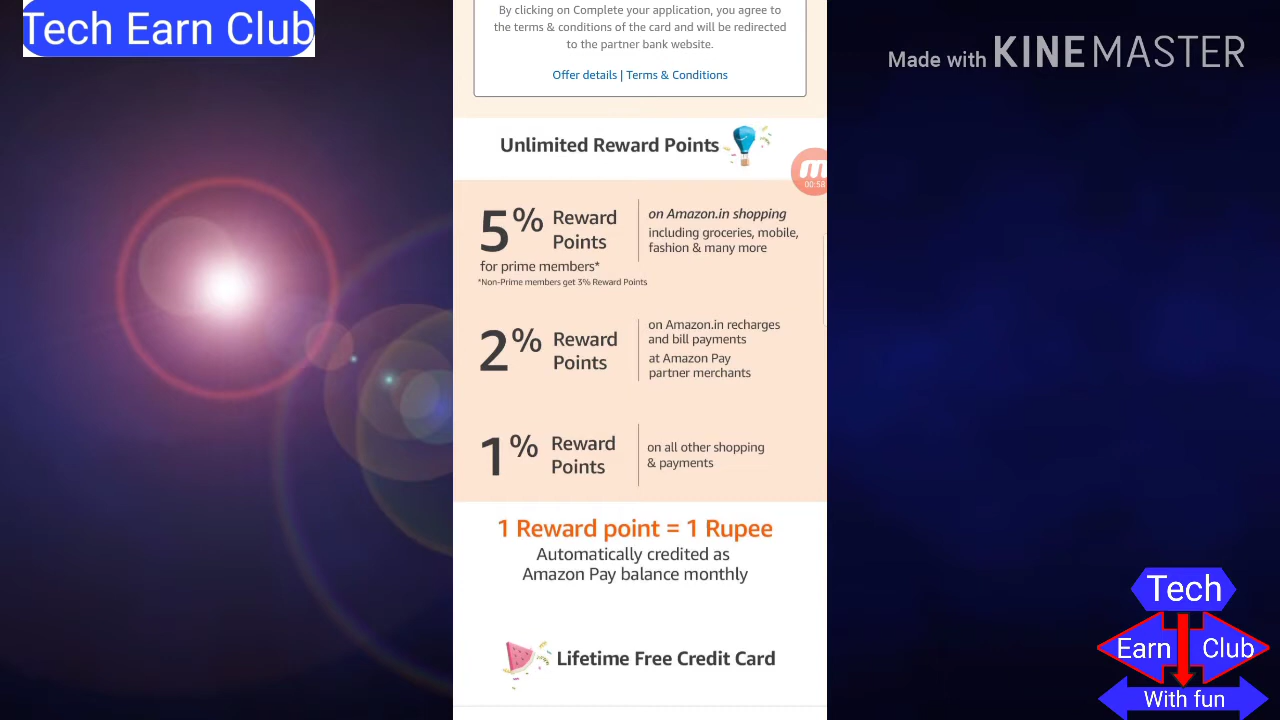 Tech Earn Club
Made with KINEMASTER
By clicking on Complete your application, you agree to
the terms & conditions of the card and will be redirected
to the partner bank website.
Offer details | Terms & Conditions
Unlimited Reward Points
00:58
5% Reward Points
for prime members*
*Non-Prime members get 3% Reward Points
on Amazon.in shopping
including groceries, mobile,
fashion & many more
2% Reward Points
on Amazon.in recharges
and bill payments
at Amazon Pay
partner merchants
1% Reward Points
on all other shopping
& payments
1 Reward point = 1 Rupee
Automatically credited as
Amazon Pay balance monthly
Lifetime Free Credit Card
Tech
Earn Club
With fun